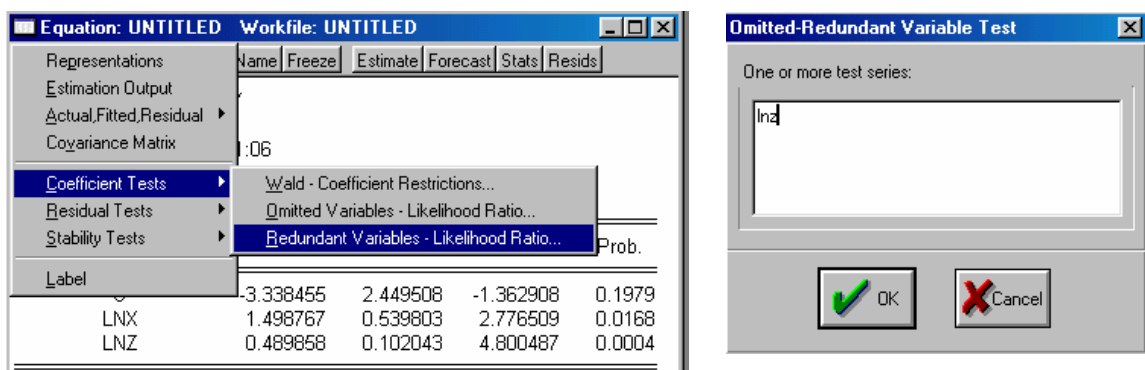 Equation: UNTITLED Workfile: UNTITLED
Representations
Name Freeze Estimate Forecast Stats Resids
Estimation Output
Actual,Fitted,Residual
Covariance Matrix
:06
Coefficient Tests
Wald - Coefficient Restrictions...
Residual Tests
Omitted Variables - Likelihood Ratio...
Stability Tests
Redundant Variables - Likelihood Ratio...
Prob.
Label
-3.338455 2.449508 -1.362908 0.1979
LNX 1.498767 0.539803 2.776509 0.0168
LNZ 0.489858 0.102043 4.800487 0.0004
Omitted-Redundant Variable Test
One or more test series:
lnz
OK Cancel